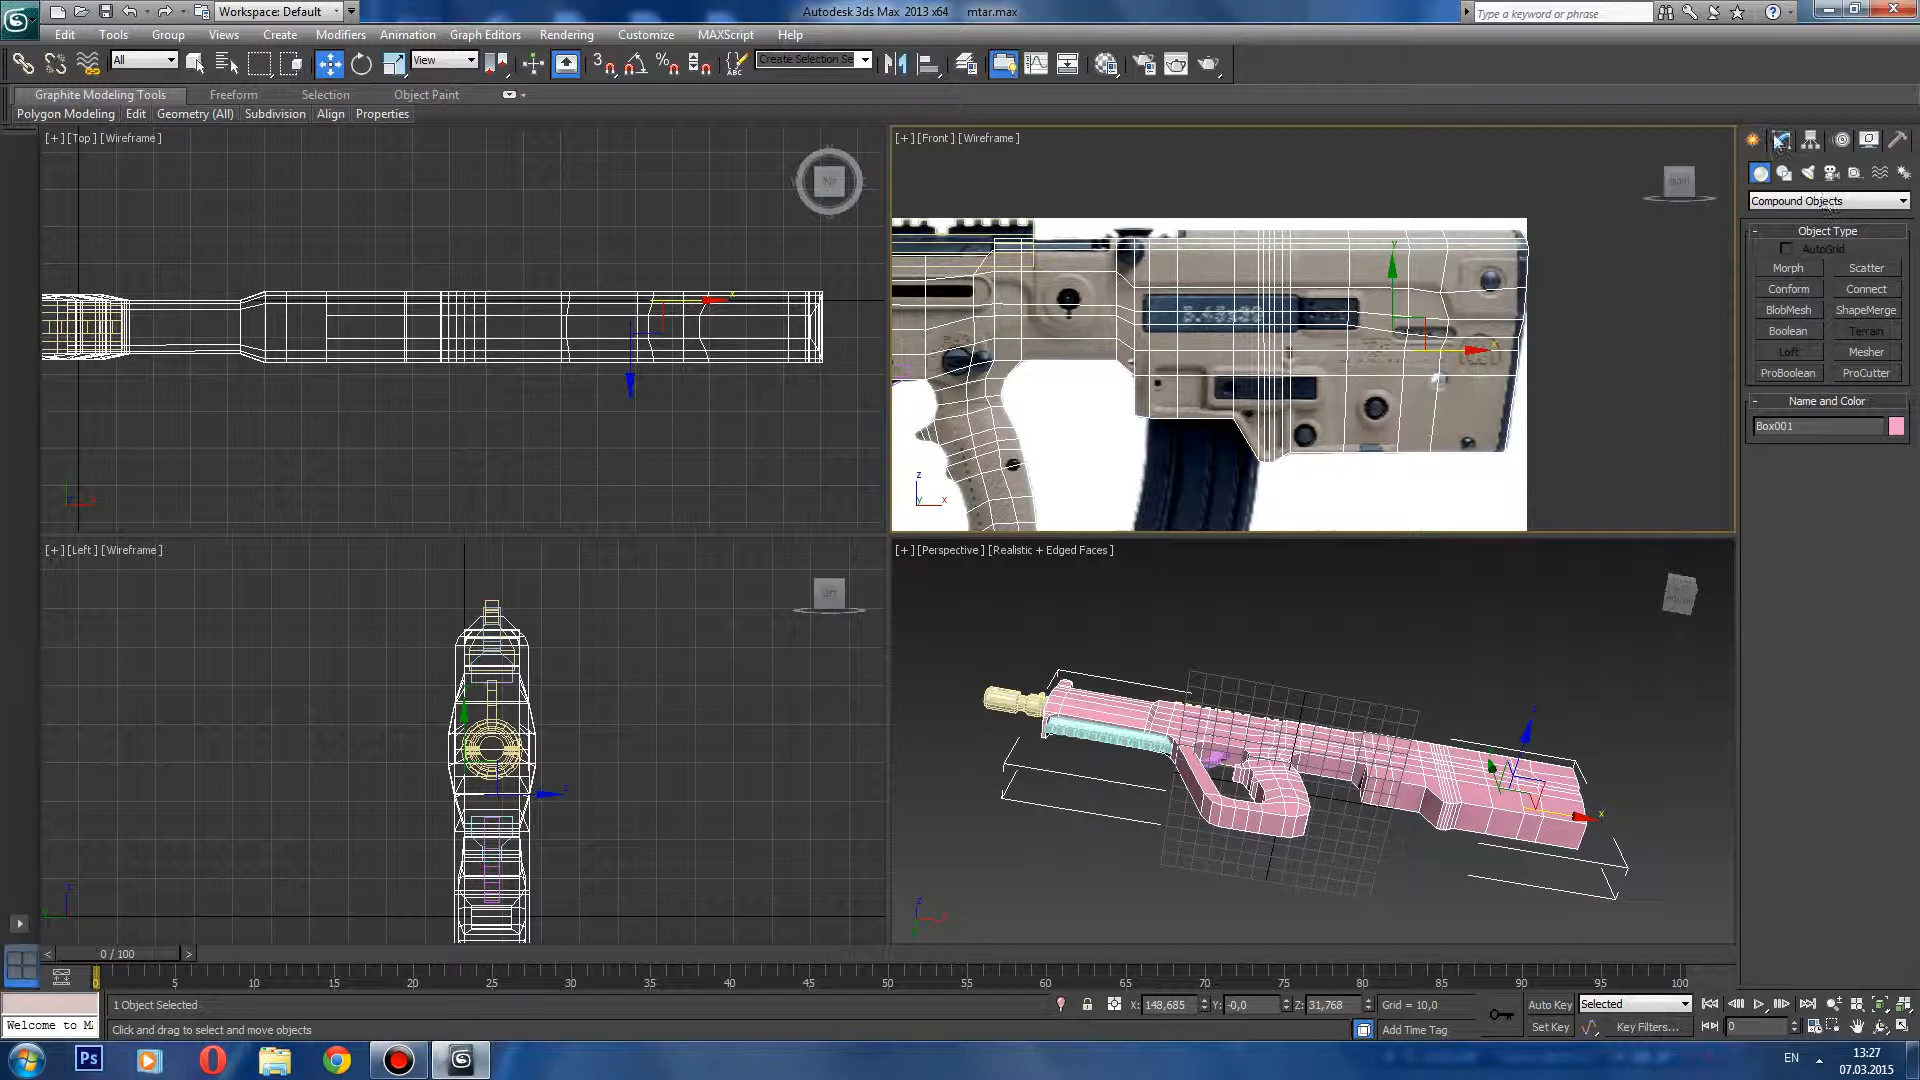 Workspace: Default
Autodesk 3ds Max 2013 x64 mtar.max
Type a keyword or phrase
Edit Tools Group Views Create Modifiers Animation Graph Editors Rendering Customize MAXScript Help
All
View
3
ABC
Create Selection Se
Graphite Modeling Tools Freeform Selection Object Paint
Polygon Modeling Edit Geometry (All) Subdivision Align Properties
[+] [Top] [Wireframe]
[+] [Front] [Wireframe]
Compound Objects
Object Type
AutoGrid
Morph Scatter
Conform Connect
BlobMesh ShapeMerge
Boolean Terrain
Loft Mesher
ProBoolean ProCutter
Name and Color
Box001
[+] [Left] [Wireframe]
[+] [Perspective] [Realistic + Edged Faces]
0 / 100
0 5 10 15 20 25 30 35 40 45 50 55 60 65 70 75 80 85 90 95 100
1 Object Selected
X: 148,685 Y: -0,0 Z: 31,768 Grid = 10,0
Auto Key Selected
Welcome to M
Click and drag to select and move objects
Add Time Tag
Set Key Key Filters...
0
Ps
EN
13:27
07.03.2015